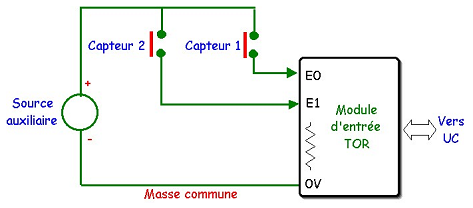 Capteur 2
Capteur 1
E0
+
Source
auxiliaire
E1
Module
d'entrée
TOR
Vers
UC
-
0V
Masse commune